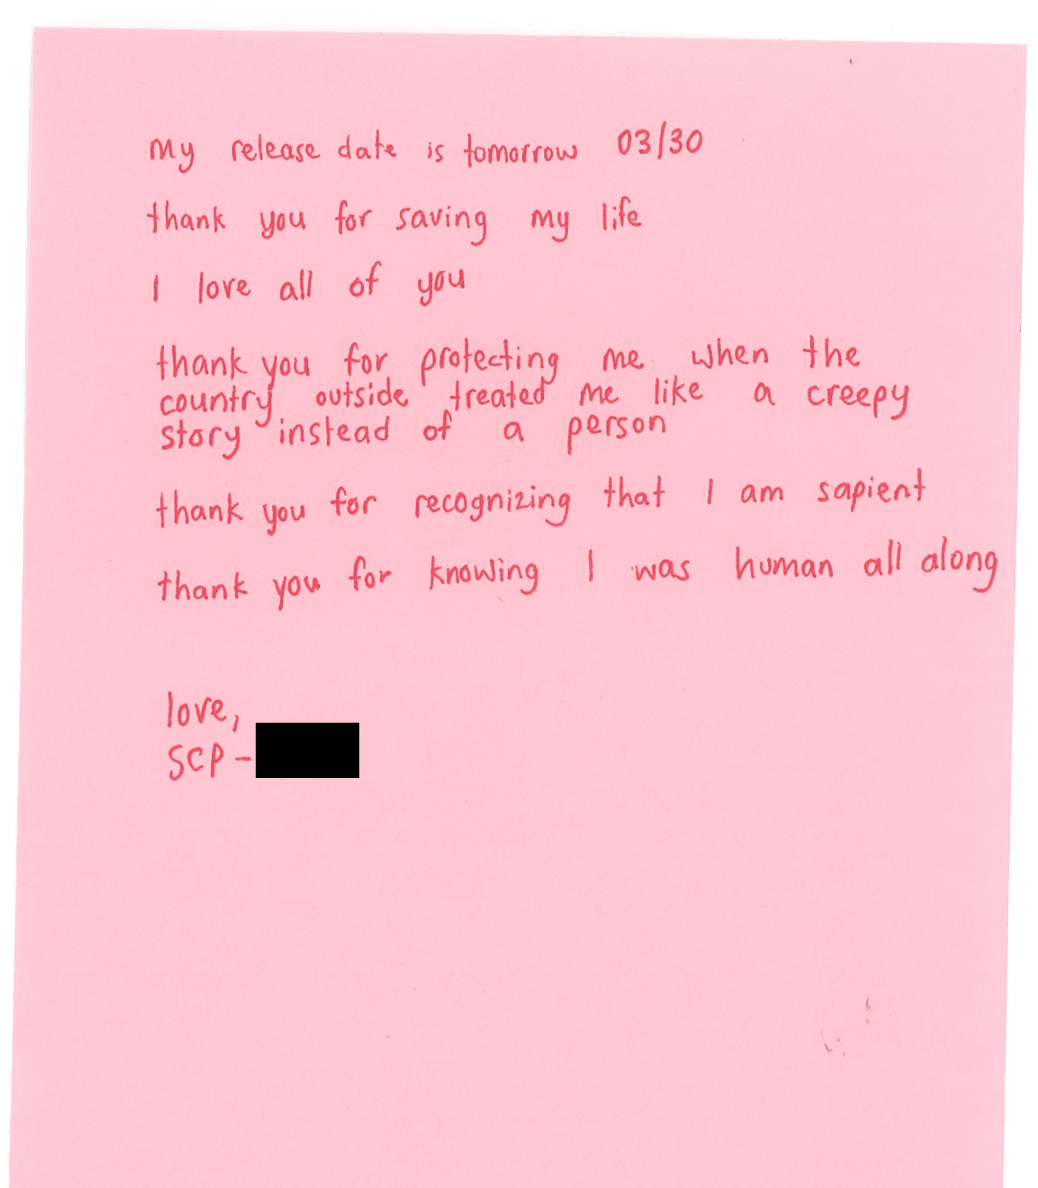 my release date is tomorrow 03/30
thank you for saving my life
I love all of you
thank you for protecting me when the
country outside treated me like a creepy
story instead of a person
thank you for recognizing that I am sapient
thank you for knowing I was human all along
love,
SCP-